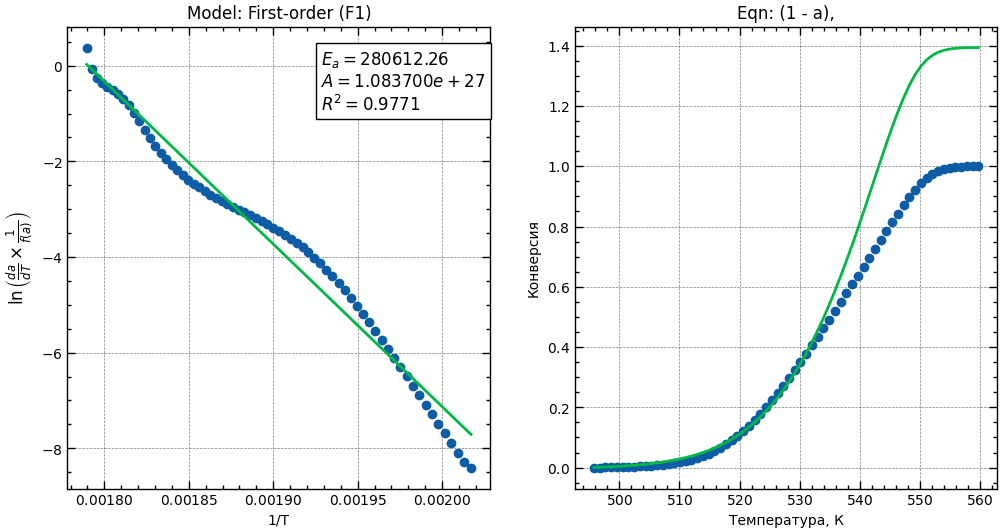 Model: First-order (F1)
E_a = 280612.26
A = 1.083700e + 27
R^2 = 0.9771
0
−2
−4
−6
−8
ln(da/dT × 1/f(a))
0.00180 0.00185 0.00190 0.00195 0.00200
1/T
Eqn: (1 - a),
1.4
1.2
1.0
0.8
0.6
0.4
0.2
0.0
Конверсия
500 510 520 530 540 550 560
Температура, К